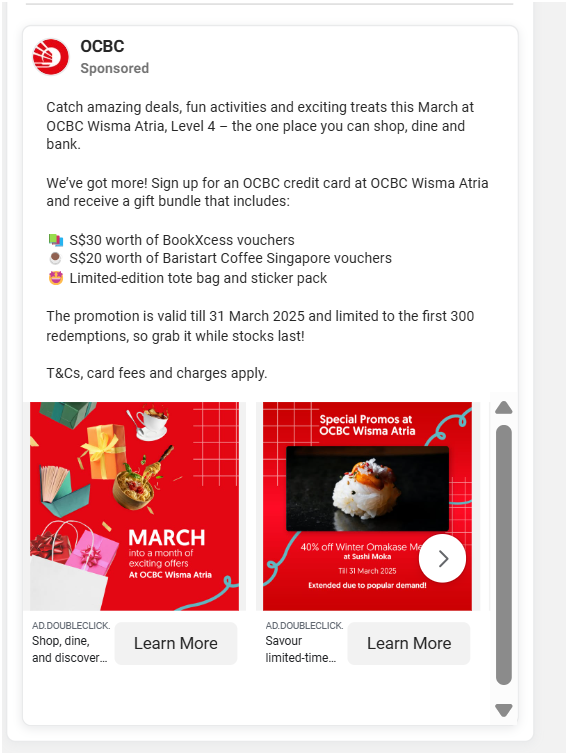 OCBC
Sponsored
Catch amazing deals, fun activities and exciting treats this March at
OCBC Wisma Atria, Level 4 – the one place you can shop, dine and
bank.
We’ve got more! Sign up for an OCBC credit card at OCBC Wisma Atria
and receive a gift bundle that includes:
S$30 worth of BookXcess vouchers
S$20 worth of Baristart Coffee Singapore vouchers
Limited-edition tote bag and sticker pack
The promotion is valid till 31 March 2025 and limited to the first 300
redemptions, so grab it while stocks last!
T&Cs, card fees and charges apply.
MARCH
into a month of
exciting offers
At OCBC Wisma Atria
Special Promos at
OCBC Wisma Atria
40% off Winter Omakase
at Sushi Moka
Till 31 March 2025
Extended due to popular demand!
AD.DOUBLECLICK.
Shop, dine,
and discover...
Learn More
AD.DOUBLECLICK.
Savour
limited-time...
Learn More